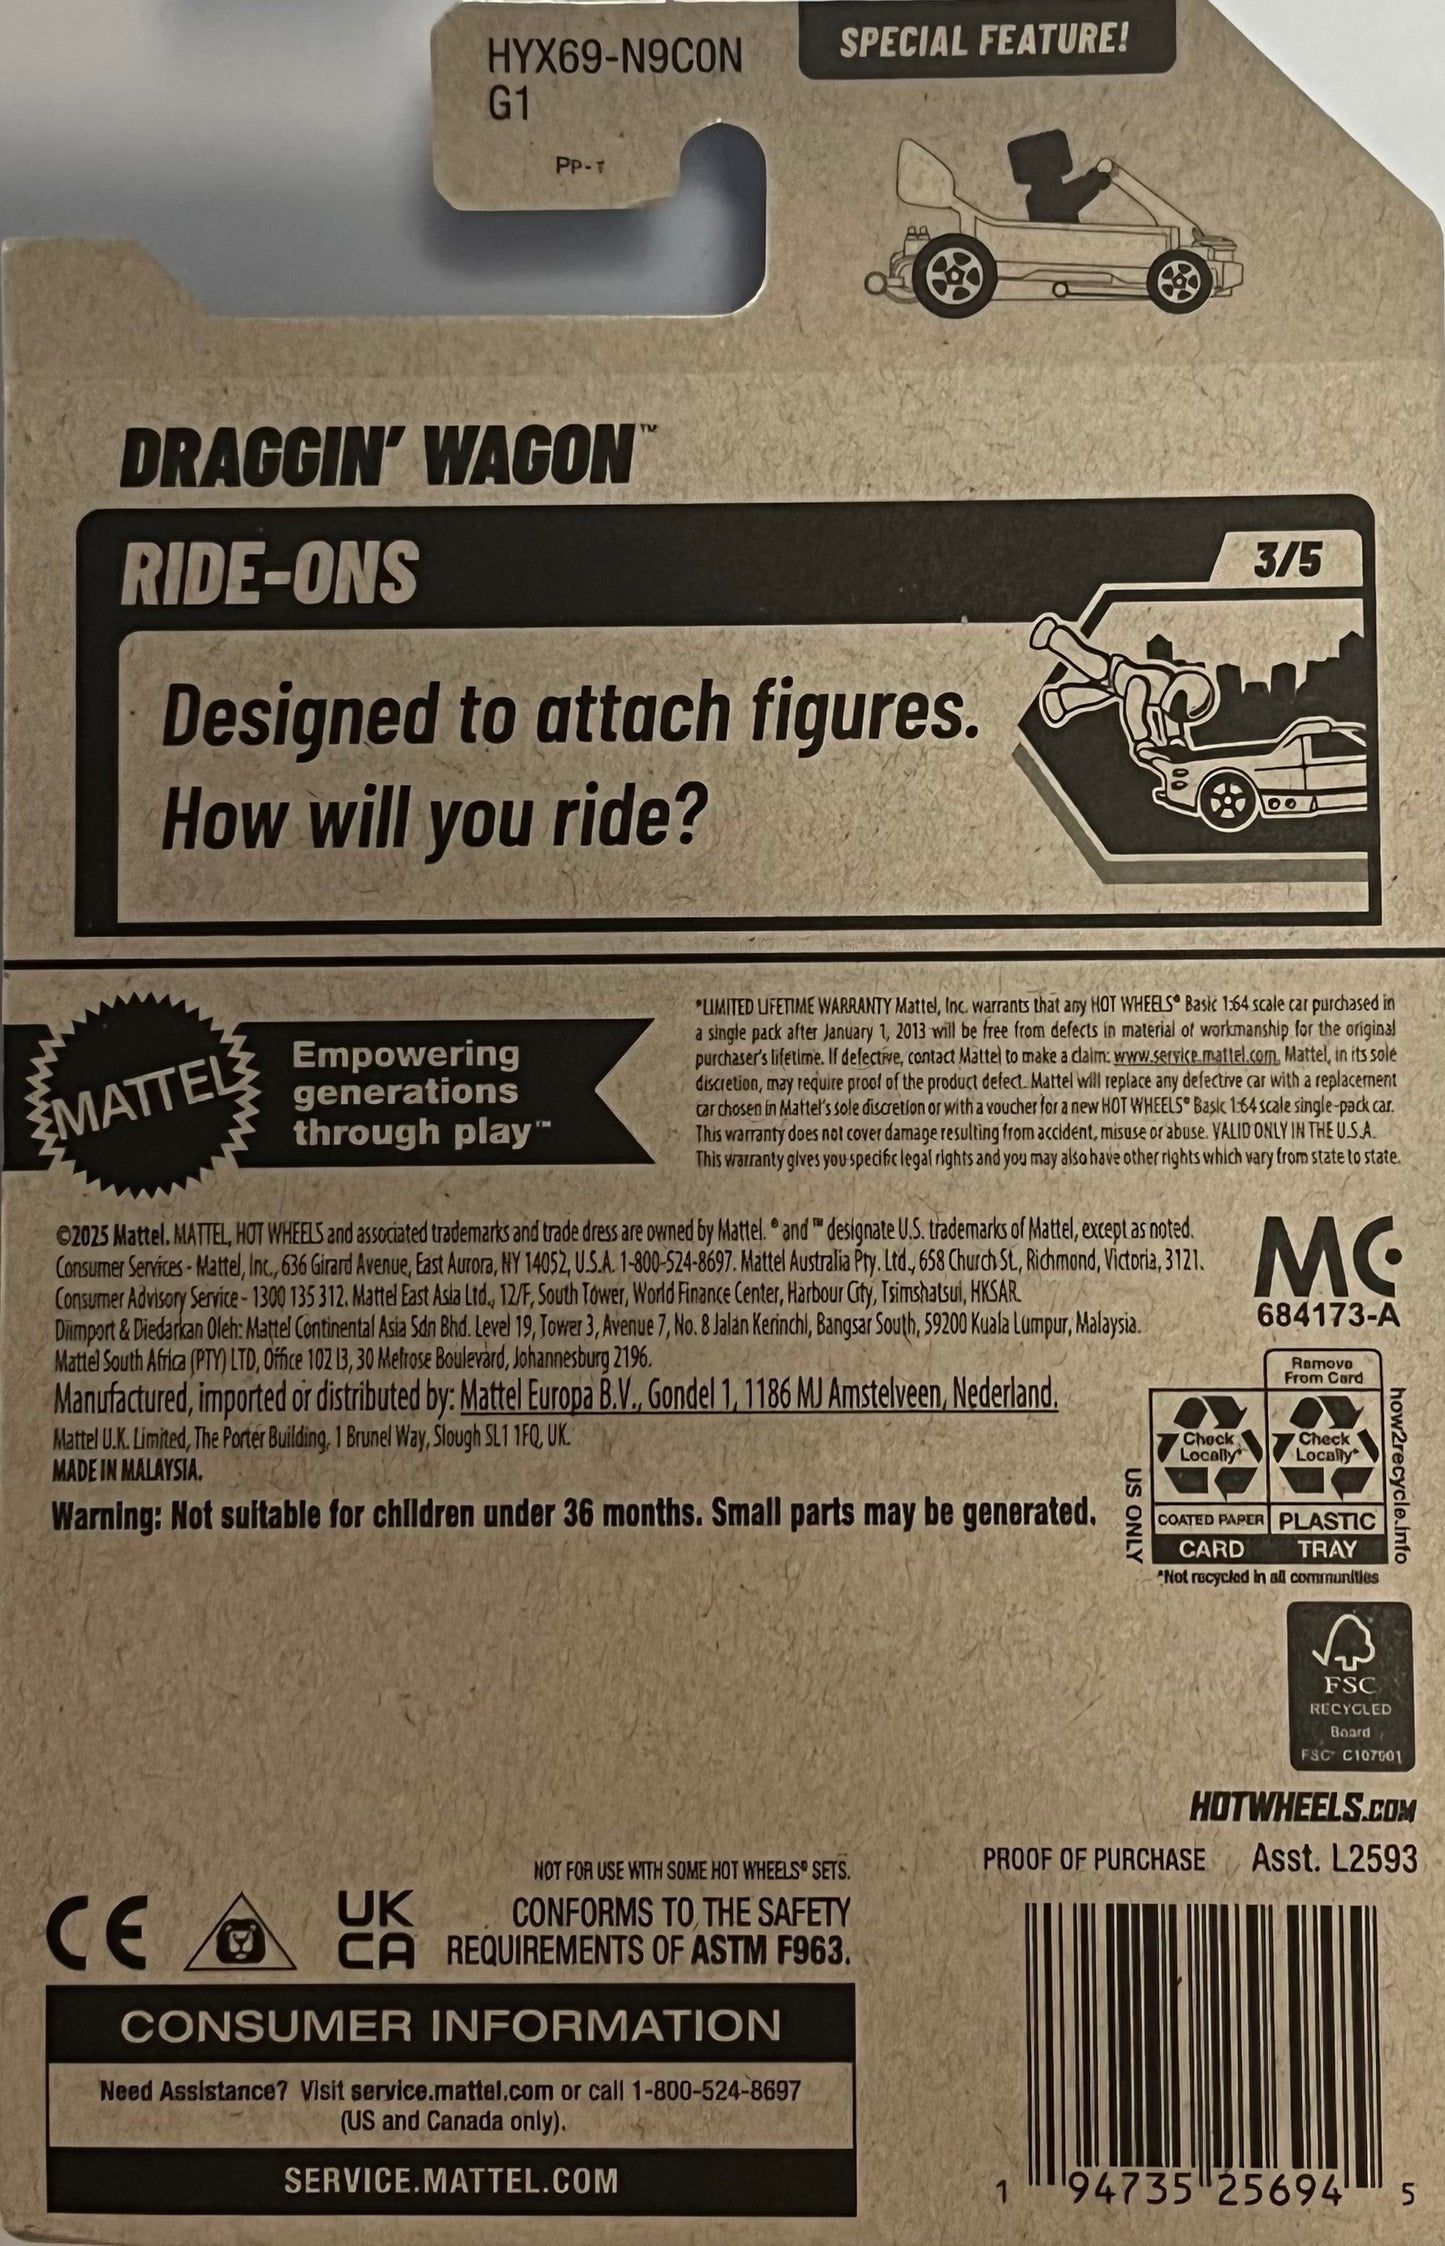 HYX69-N9C0N
G1
PP-T
SPECIAL FEATURE!
DRAGGIN' WAGON™
RIDE-ONS
3/5
Designed to attach figures.
How will you ride?
MATTEL
Empowering
generations
through play™
*LIMITED LIFETIME WARRANTY Mattel, Inc. warrants that any HOT WHEELS® Basic 1:64 scale car purchased in
a single pack after January 1, 2013 will be free from defects in material or workmanship for the original
purchaser's lifetime. If defective, contact Mattel to make a claim: www.service.mattel.com. Mattel, in its sole
discretion, may require proof of the product defect. Mattel will replace any defective car with a replacement
car chosen in Mattel's sole discretion or with a voucher for a new HOT WHEELS® Basic 1:64 scale single-pack car.
This warranty does not cover damage resulting from accident, misuse or abuse. VALID ONLY IN THE U.S.A.
This warranty gives you specific legal rights and you may also have other rights which vary from state to state.
©2025 Mattel. MATTEL, HOT WHEELS and associated trademarks and trade dress are owned by Mattel. ® and ™ designate U.S. trademarks of Mattel, except as noted.
Consumer Services - Mattel, Inc., 636 Girard Avenue, East Aurora, NY 14052, U.S.A. 1-800-524-8697. Mattel Australia Pty. Ltd., 658 Church St., Richmond, Victoria, 3121.
Consumer Advisory Service - 1300 135 312. Mattel East Asia Ltd., 12/F, South Tower, World Finance Center, Harbour City, Tsimshatsui, HKSAR.
Diimport & Diedarkan Oleh: Mattel Continental Asia Sdn Bhd. Level 19, Tower 3, Avenue 7, No. 8 Jalan Kerinchi, Bangsar South, 59200 Kuala Lumpur, Malaysia.
Mattel South Africa (PTY) LTD, Office 102 I3, 30 Melrose Boulevard, Johannesburg 2196.
Manufactured, imported or distributed by: Mattel Europa B.V., Gondel 1, 1186 MJ Amstelveen, Nederland.
Mattel U.K. Limited, The Porter Building, 1 Brunel Way, Slough SL1 1FQ, UK.
MADE IN MALAYSIA.
Warning: Not suitable for children under 36 months. Small parts may be generated.
MC
684173-A
Remove
From Card
Check
Locally*
Check
Locally*
COATED PAPER
PLASTIC
CARD
TRAY
US ONLY
how2recycle.info
*Not recycled in all communities
FSC
RECYCLED
Board
FSC® C107901
HOTWHEELS.COM
PROOF OF PURCHASE Asst. L2593
NOT FOR USE WITH SOME HOT WHEELS® SETS.
CE
UK
CA
CONFORMS TO THE SAFETY
REQUIREMENTS OF ASTM F963.
CONSUMER INFORMATION
Need Assistance? Visit service.mattel.com or call 1-800-524-8697
(US and Canada only).
SERVICE.MATTEL.COM
1 94735 25694 5